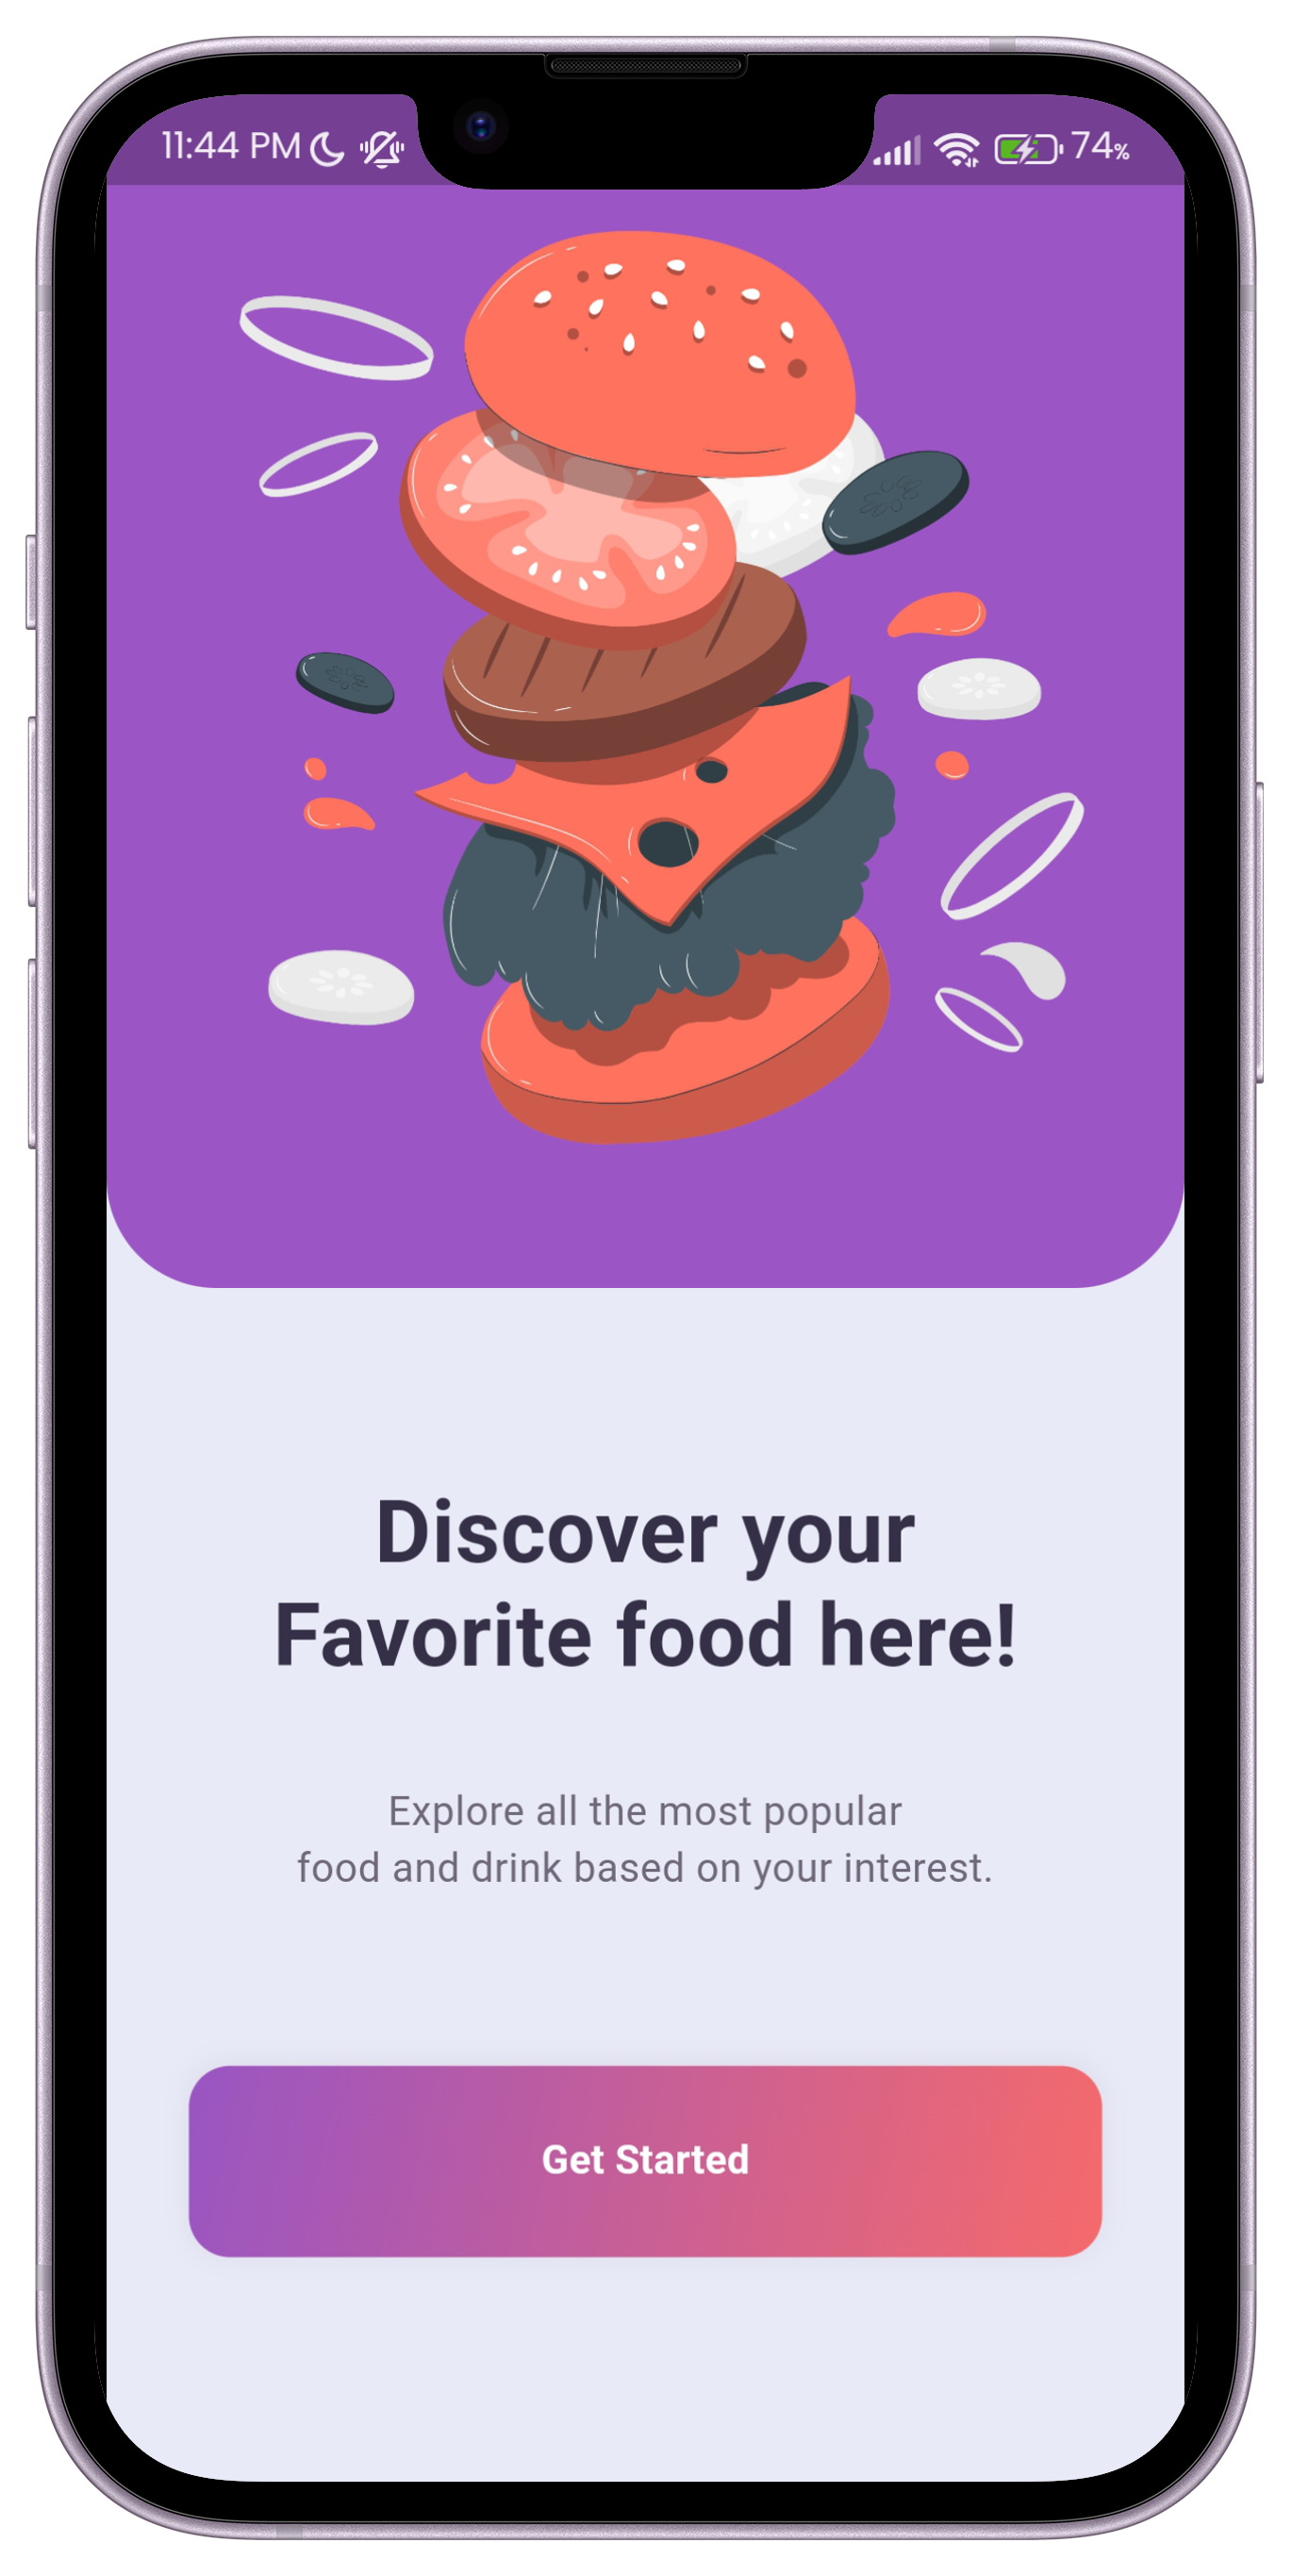 11:44 PM 74%
Discover your
Favorite food here!
Explore all the most popular
food and drink based on your interest.
Get Started